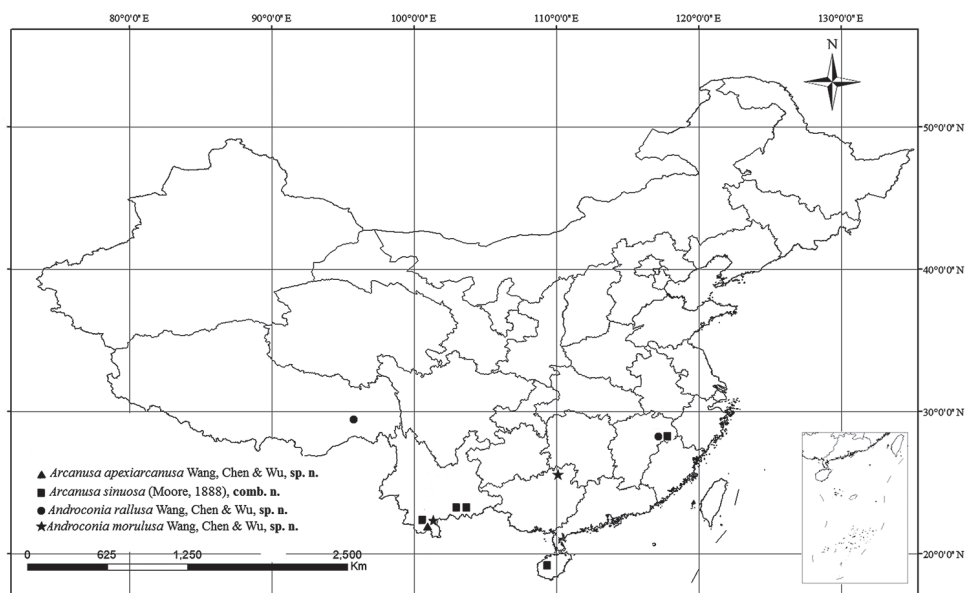 80°0'0"E 90°0'0"E 100°0'0"E 110°0'0"E 120°0'0"E 130°0'0"E
N
50°0'0"N
40°0'0"N
30°0'0"N
Arcanusa apexiarcanusa Wang, Chen & Wu, sp. n.
Arcanusa sinuosa (Moore, 1888), comb. n.
Androconia rallusa Wang, Chen & Wu, sp. n.
Androconia morulusa Wang, Chen & Wu, sp. n.
0 625 1,250 2,500
Km
20°0'0"N